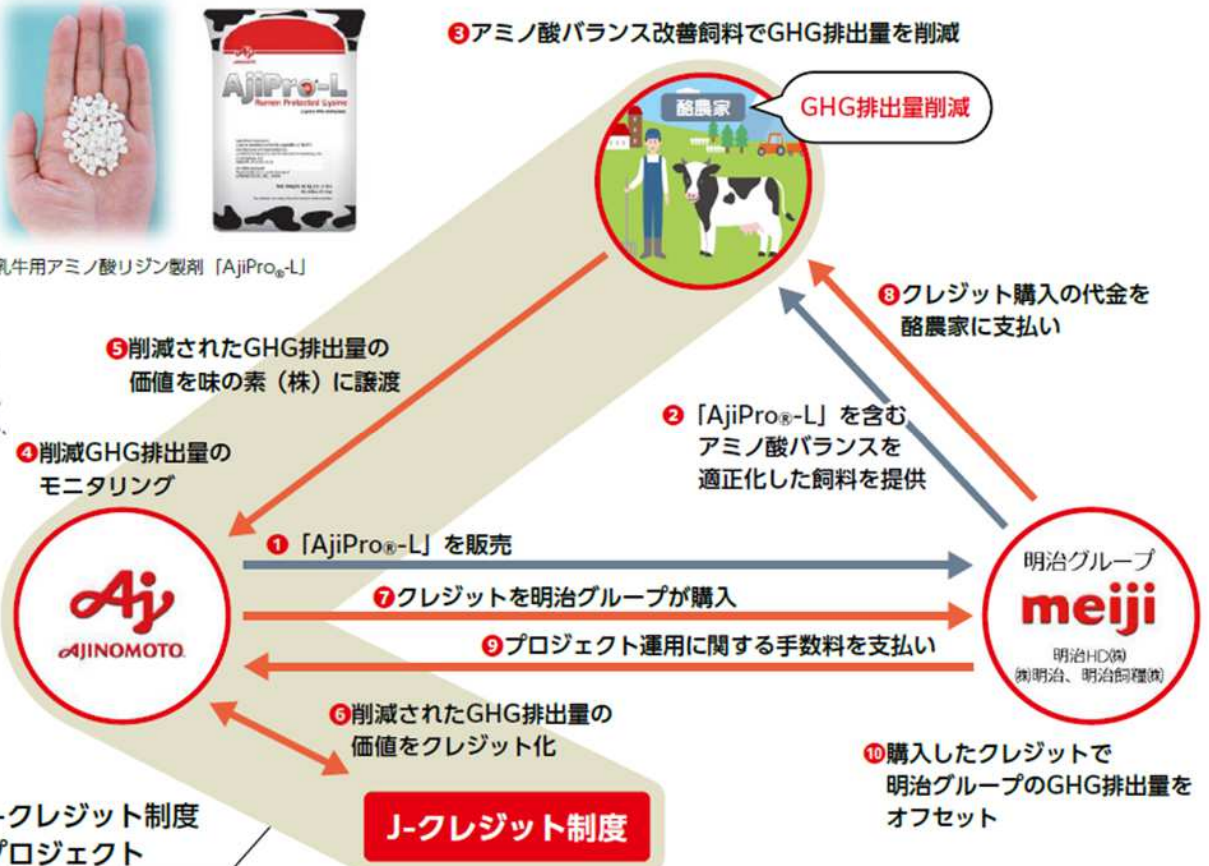 ❸アミノ酸バランス改善飼料でGHG排出量を削減
AJINOMOTO
AjiPro-L
Rumen Protected Lysine
酪農家
GHG排出量削減
乳牛用アミノ酸リジン製剤「AjiPro®-L」
❽クレジット購入の代金を
酪農家に支払い
❺削減されたGHG排出量の
価値を味の素（株）に譲渡
❷「AjiPro®-L」を含む
アミノ酸バランスを
適正化した飼料を提供
、
❹削減GHG排出量の
モニタリング
❶「AjiPro®-L」を販売
❼クレジットを明治グループが購入
❾プロジェクト運用に関する手数料を支払い
Aj
AJINOMOTO
明治グループ
meiji
明治HD㈱
㈱明治、明治飼糧㈱
❻削減されたGHG排出量の
価値をクレジット化
❿購入したクレジットで
明治グループのGHG排出量を
オフセット
-クレジット制度
プロジェクト
J-クレジット制度